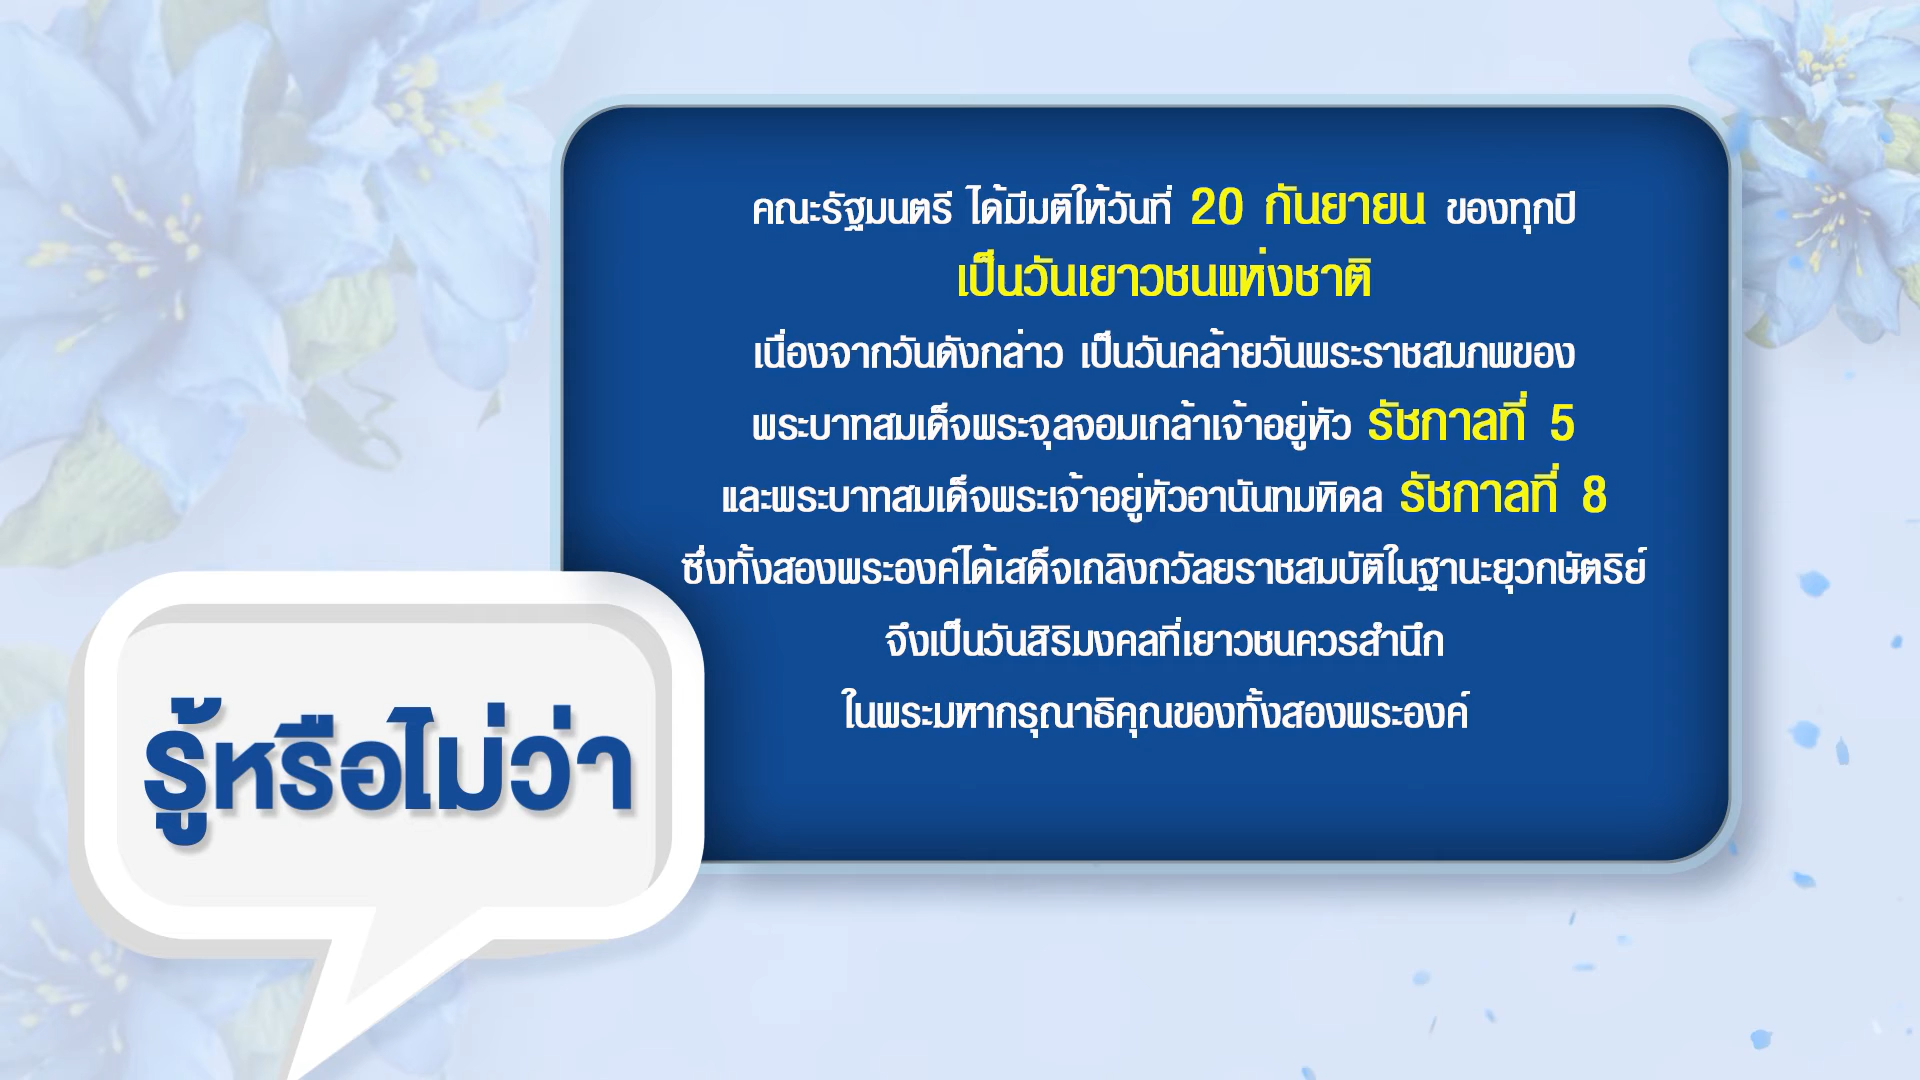 คณะรัฐมนตรี ได้มีมติให้วันที่ 20 กันยายน ของทุกปี
เป็นวันเยาวชนแห่งชาติ
เนื่องจากวันดังกล่าว เป็นวันคล้ายวันพระราชสมภพของ
พระบาทสมเด็จพระจุลจอมเกล้าเจ้าอยู่หัว รัชกาลที่ 5
และพระบาทสมเด็จพระเจ้าอยู่หัวอานันทมหิดล รัชกาลที่ 8
ซึ่งทั้งสองพระองค์ได้เสด็จเถลิงถวัลยราชสมบัติในฐานะยุวกษัตริย์
จึงเป็นวันสิริมงคลที่เยาวชนควรสำนึก
ในพระมหากรุณาธิคุณของทั้งสองพระองค์
รู้หรือไม่ว่า